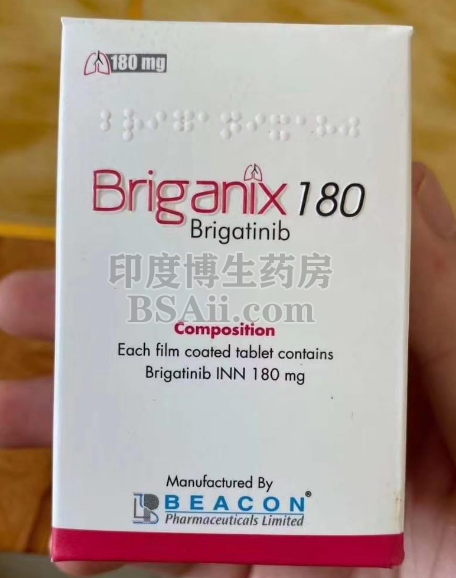 180 mg
Briganix 180
Brigatinib
印度博生药房
BSAii.com
Composition
Each film coated tablet contains
Brigatinib INN 180 mg
Manufactured By
BEACON®
Pharmaceuticals Limited